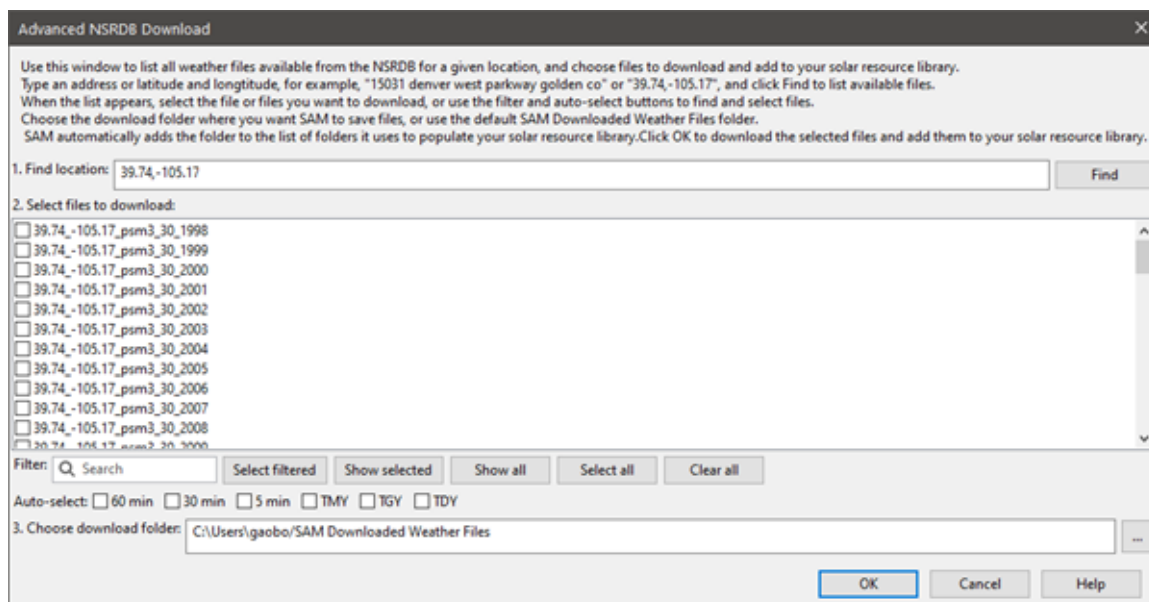 Advanced NSRDB Download
Use this window to list all weather files available from the NSRDB for a given location, and choose files to download and add to your solar resource library.
Type an address or latitude and longtitude, for example, "15031 denver west parkway golden co" or "39.74,-105.17", and click Find to list available files.
When the list appears, select the file or files you want to download, or use the filter and auto-select buttons to find and select files.
Choose the download folder where you want SAM to save files, or use the default SAM Downloaded Weather Files folder.
SAM automatically adds the folder to the list of folders it uses to populate your solar resource library.Click OK to download the selected files and add them to your solar resource library.
1. Find location: 39.74,-105.17 Find
2. Select files to download:
39.74_-105.17_psm3_30_1998
39.74_-105.17_psm3_30_1999
39.74_-105.17_psm3_30_2000
39.74_-105.17_psm3_30_2001
39.74_-105.17_psm3_30_2002
39.74_-105.17_psm3_30_2003
39.74_-105.17_psm3_30_2004
39.74_-105.17_psm3_30_2005
39.74_-105.17_psm3_30_2006
39.74_-105.17_psm3_30_2007
39.74_-105.17_psm3_30_2008
39.74_-105.17_psm3_30_2009
Filter: Search Select filtered Show selected Show all Select all Clear all
Auto-select: 60 min 30 min 5 min TMY TGY TDY
3. Choose download folder: C:\Users\gaobo/SAM Downloaded Weather Files ...
OK Cancel Help